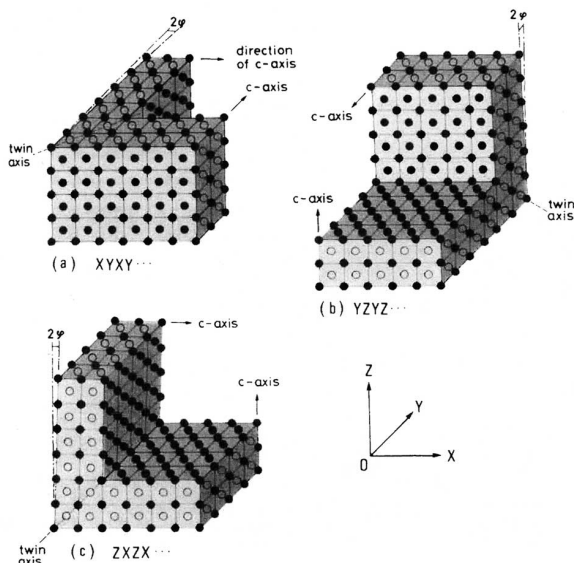 2φ
direction
of c-axis
c-axis
twin
axis
(a) XYXY···
2φ
c-axis
c-axis
twin
axis
(b) YZYZ···
2φ
c-axis
c-axis
twin
axis
(c) ZXZX···
Z
Y
O
X